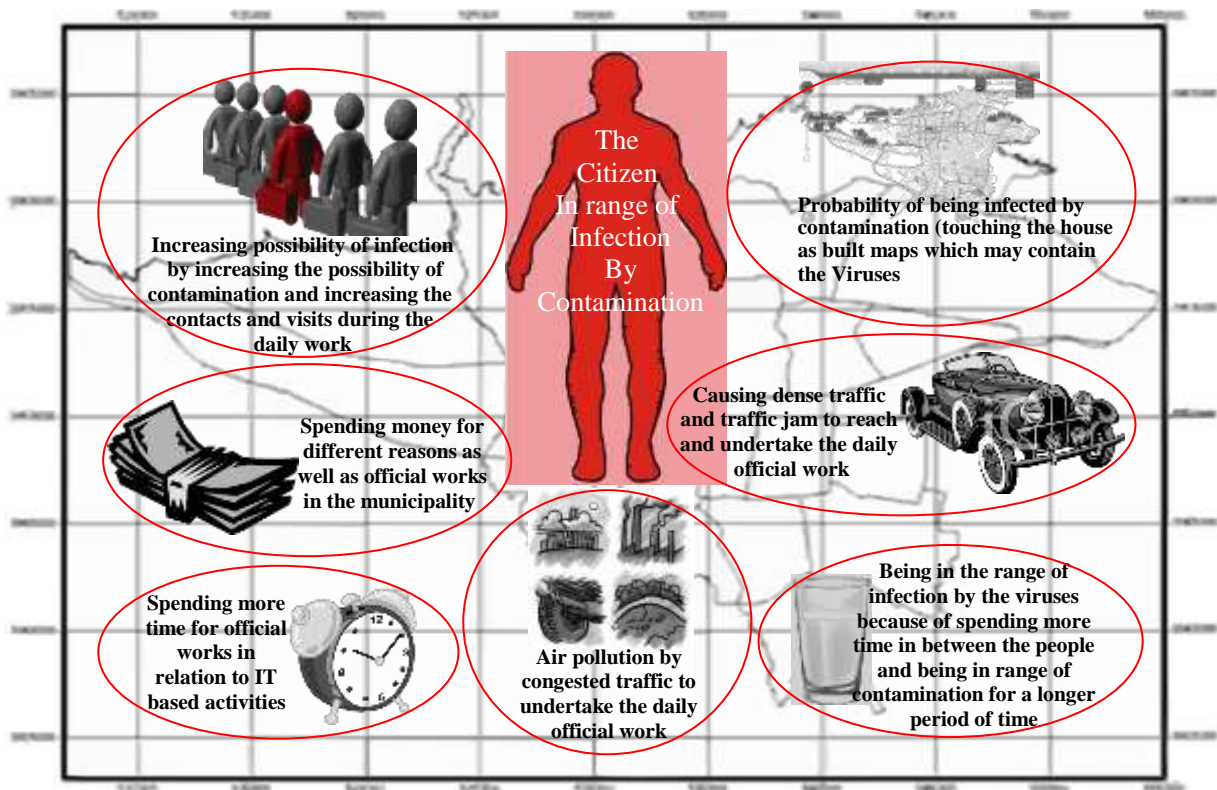 The
Citizen
In range of
Infection
By
Contamination
Increasing possibility of infection
by increasing the possibility of
contamination and increasing the
contacts and visits during the
daily work
Probability of being infected by
contamination (touching the house
as built maps which may contain
the Viruses
Spending money for
different reasons as
well as official works
in the municipality
Causing dense traffic
and traffic jam to reach
and undertake the daily
official work
Spending more
time for official
works in
relation to IT
based activities
12
Air pollution by
congested traffic to
undertake the daily
official work
Being in the range of
infection by the viruses
because of spending more
time in between the people
and being in range of
contamination for a longer
period of time